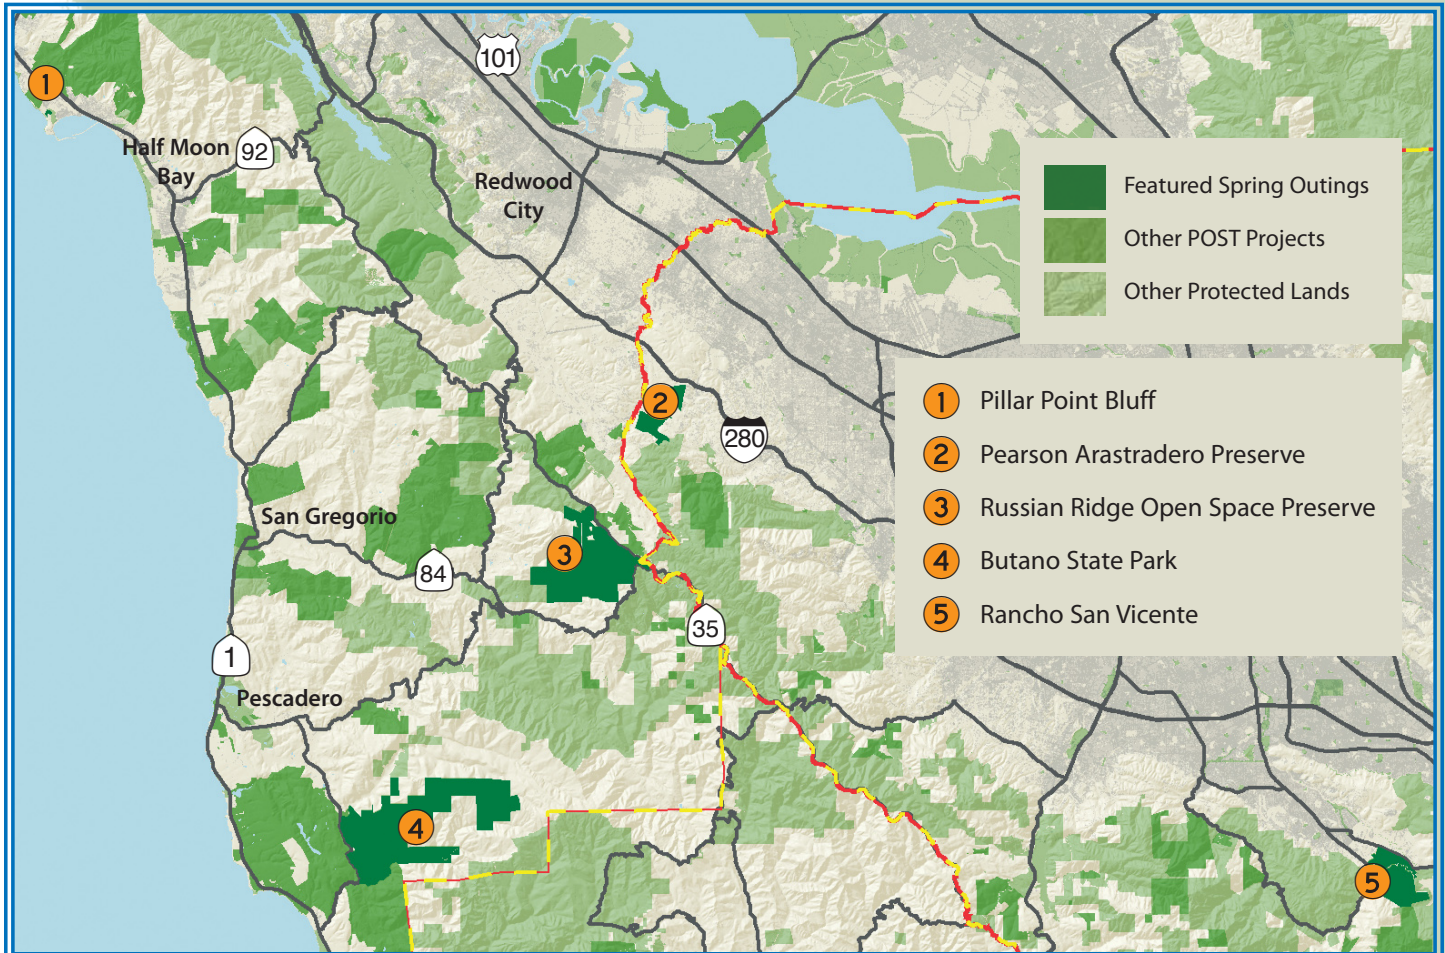 101
1
Half Moon
Bay
92
Redwood
City
Featured Spring Outings
Other POST Projects
Other Protected Lands
2
280
1 Pillar Point Bluff
2 Pearson Arastradero Preserve
3 Russian Ridge Open Space Preserve
4 Butano State Park
5 Rancho San Vicente
San Gregorio
84
3
35
1
Pescadero
4
5